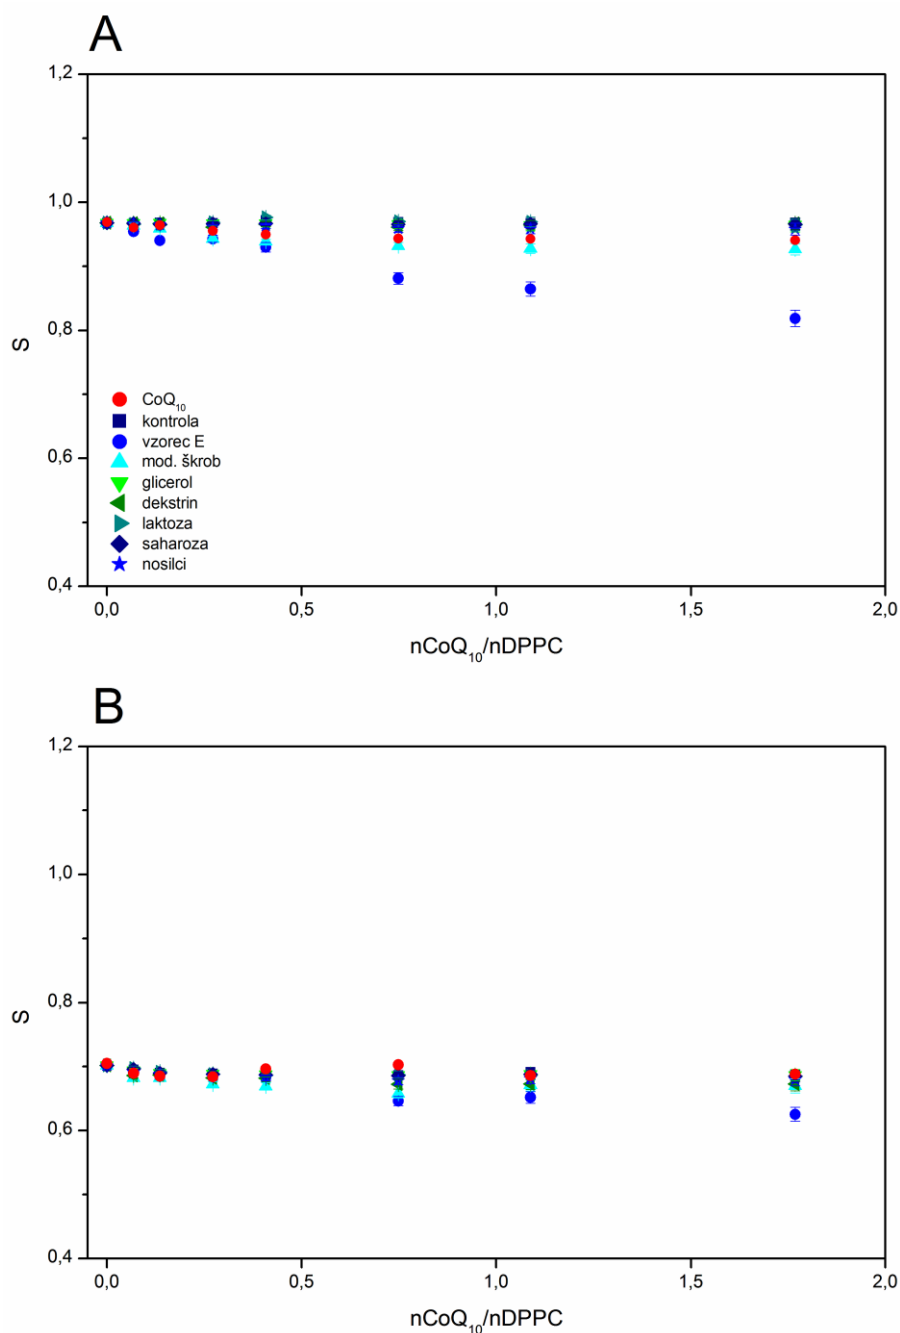 A
1,2
1,0
0,8
0,6
0,4
S
CoQ10
kontrola
vzorec E
mod. škrob
glicerol
dekstrin
laktoza
saharoza
nosilci
0,0 0,5 1,0 1,5 2,0
nCoQ10/nDPPC
B
1,2
1,0
0,8
0,6
0,4
S
0,0 0,5 1,0 1,5 2,0
nCoQ10/nDPPC